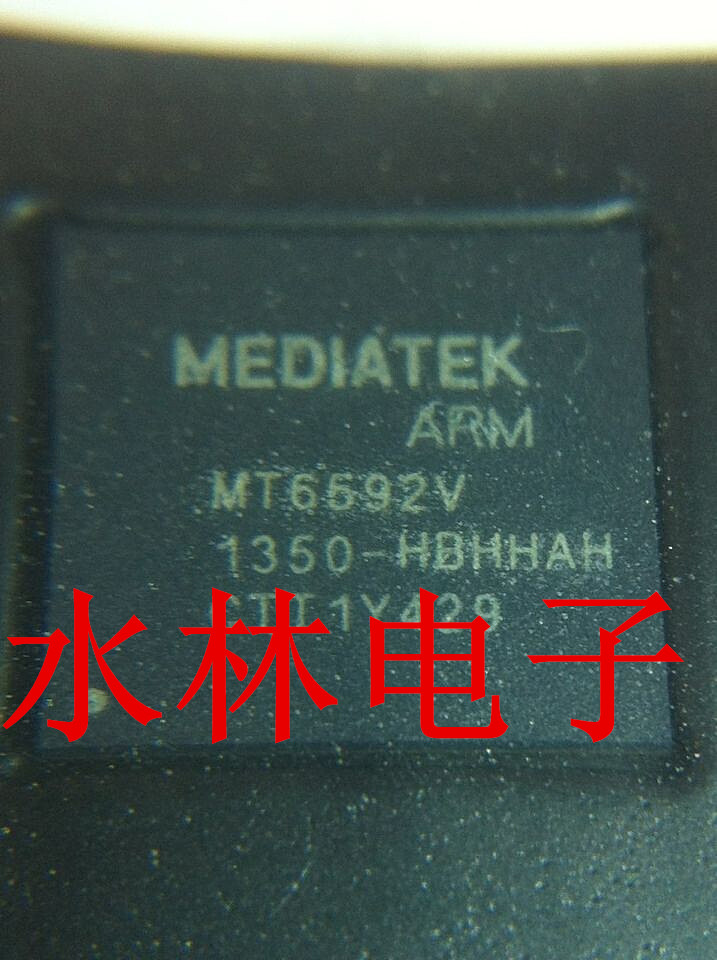 MEDIATEK
ARM
MT6592V
1350-HBHHAH
水林电子